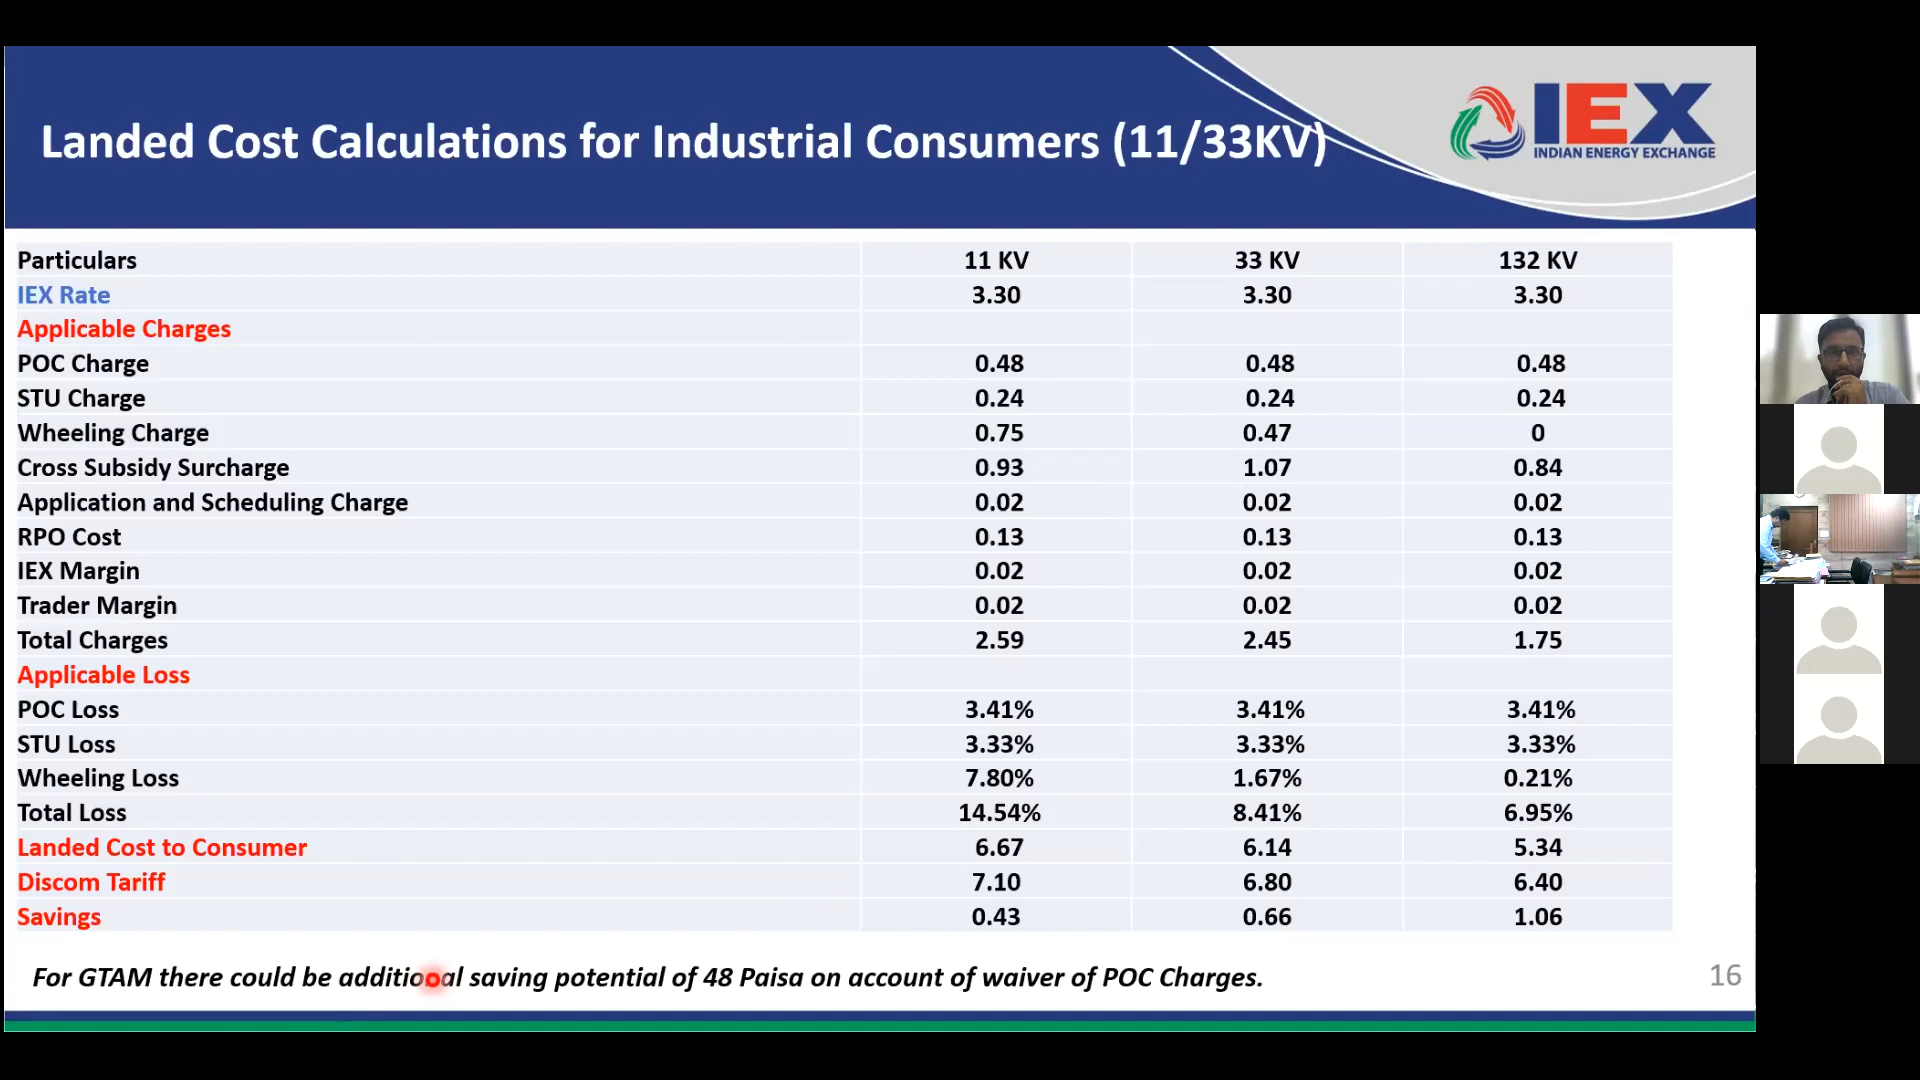 Landed Cost Calculations for Industrial Consumers (11/33KV)
IEX
INDIAN ENERGY EXCHANGE
Particulars 11 KV 33 KV 132 KV
IEX Rate 3.30 3.30 3.30
Applicable Charges
POC Charge 0.48 0.48 0.48
STU Charge 0.24 0.24 0.24
Wheeling Charge 0.75 0.47 0
Cross Subsidy Surcharge 0.93 1.07 0.84
Application and Scheduling Charge 0.02 0.02 0.02
RPO Cost 0.13 0.13 0.13
IEX Margin 0.02 0.02 0.02
Trader Margin 0.02 0.02 0.02
Total Charges 2.59 2.45 1.75
Applicable Loss
POC Loss 3.41% 3.41% 3.41%
STU Loss 3.33% 3.33% 3.33%
Wheeling Loss 7.80% 1.67% 0.21%
Total Loss 14.54% 8.41% 6.95%
Landed Cost to Consumer 6.67 6.14 5.34
Discom Tariff 7.10 6.80 6.40
Savings 0.43 0.66 1.06
For GTAM there could be additional saving potential of 48 Paisa on account of waiver of POC Charges.
16